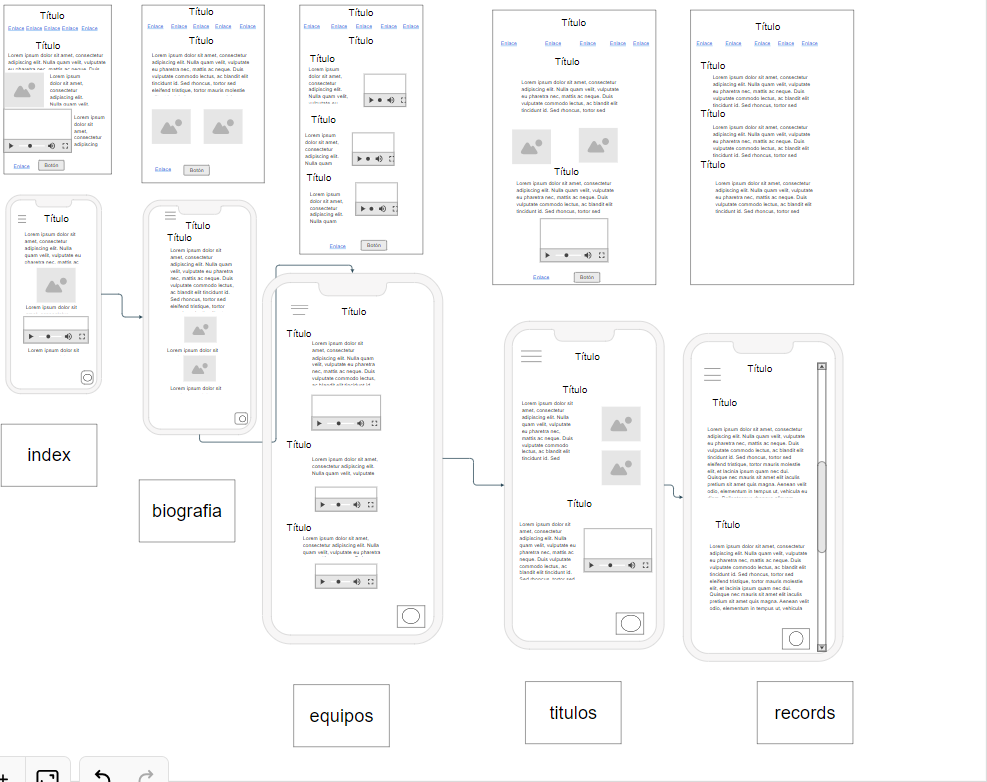 Título
Enlace Enlace Enlace Enlace Enlace
Título
Lorem ipsum dolor sit amet, consectetur
adipiscing elit. Nulla quam velit, vulputate
eu pharetra nec, mattis ac neque. Duis
Lorem ipsum dolor
sit amet,
consectetur
adipiscing elit.
Nulla quam velit,
Lorem ipsum
dolor sit
amet,
consectetur
adipiscing
Enlace
Botón
Título
Enlace Enlace Enlace Enlace Enlace
Título
Lorem ipsum dolor sit amet, consectetur
adipiscing elit. Nulla quam velit, vulputate
eu pharetra nec, mattis ac neque. Duis
vulputate commodo lectus, ac blandit elit
tincidunt id. Sed rhoncus, tortor sed
eleifend tristique, tortor mauris molestie
Enlace
Botón
Título
Enlace Enlace Enlace Enlace Enlace
Título
Título
Lorem ipsum
dolor sit amet,
consectetur
adipiscing elit.
Nulla quam velit,
Título
Lorem ipsum
dolor sit amet,
consectetur
adipiscing elit.
Nulla quam
Título
Lorem ipsum
dolor sit amet,
consectetur
adipiscing elit.
Nulla quam
Enlace
Botón
Título
Enlace Enlace Enlace Enlace Enlace
Título
Lorem ipsum dolor sit amet, consectetur
adipiscing elit. Nulla quam velit, vulputate
eu pharetra nec, mattis ac neque. Duis
vulputate commodo lectus, ac blandit elit
tincidunt id. Sed rhoncus, tortor sed
Título
Lorem ipsum dolor sit amet, consectetur
adipiscing elit. Nulla quam velit, vulputate
eu pharetra nec, mattis ac neque. Duis
vulputate commodo lectus, ac blandit elit
tincidunt id. Sed rhoncus, tortor sed
Enlace
Botón
Título
Enlace Enlace Enlace Enlace Enlace
Título
Lorem ipsum dolor sit amet, consectetur
adipiscing elit. Nulla quam velit, vulputate
eu pharetra nec, mattis ac neque. Duis
vulputate commodo lectus, ac blandit elit
tincidunt id. Sed rhoncus, tortor sed
Título
Lorem ipsum dolor sit amet, consectetur
adipiscing elit. Nulla quam velit, vulputate
eu pharetra nec, mattis ac neque. Duis
vulputate commodo lectus, ac blandit elit
tincidunt id. Sed rhoncus, tortor sed
Título
Lorem ipsum dolor sit amet, consectetur
adipiscing elit. Nulla quam velit, vulputate
eu pharetra nec, mattis ac neque. Duis
vulputate commodo lectus, ac blandit elit
tincidunt id. Sed rhoncus, tortor sed
Título
Lorem ipsum dolor sit
amet, consectetur
adipiscing elit. Nulla
quam velit, vulputate eu
pharetra nec, mattis ac
Lorem ipsum dolor sit
Lorem ipsum dolor sit
Título
Título
Lorem ipsum dolor sit
amet, consectetur
adipiscing elit. Nulla
quam velit, vulputate
eu pharetra nec,
mattis ac neque. Duis
vulputate commodo
lectus, ac blandit elit
tincidunt id. Sed
rhoncus, tortor sed
eleifend tristique, tortor
Lorem ipsum dolor sit
Lorem ipsum dolor sit
Título
Título
Lorem ipsum dolor sit
amet, consectetur
adipiscing elit. Nulla quam
velit, vulputate eu pharetra
nec, mattis ac neque. Duis
vulputate commodo lectus,
ac blandit elit tincidunt id.
Título
Lorem ipsum dolor sit
amet, consectetur
adipiscing elit. Nulla
quam velit, vulputate
Título
Lorem ipsum dolor sit amet,
consectetur adipiscing elit. Nulla
quam velit, vulputate eu pharetra
Título
Título
Lorem ipsum dolor sit
amet, consectetur
adipiscing elit. Nulla
quam velit, vulputate
eu pharetra nec,
mattis ac neque. Duis
vulputate commodo
lectus, ac blandit elit
tincidunt id. Sed
Título
Lorem ipsum dolor sit
amet, consectetur
adipiscing elit. Nulla
quam velit, vulputate eu
pharetra nec, mattis ac
neque. Duis vulputate
commodo lectus, ac
blandit elit tincidunt id.
Sed rhoncus, tortor sed
Título
Título
Lorem ipsum dolor sit amet, consectetur
adipiscing elit. Nulla quam velit, vulputate
eu pharetra nec, mattis ac neque. Duis
vulputate commodo lectus, ac blandit elit
tincidunt id. Sed rhoncus, tortor sed
eleifend tristique, tortor mauris molestie
elit, et lacinia ipsum quam nec dui.
Quisque nec mauris sit amet elit iaculis
pretium sit amet quis magna. Aenean velit
odio, elementum in tempus ut, vehicula eu
Título
Lorem ipsum dolor sit amet, consectetur
adipiscing elit. Nulla quam velit, vulputate
eu pharetra nec, mattis ac neque. Duis
vulputate commodo lectus, ac blandit elit
tincidunt id. Sed rhoncus, tortor sed
eleifend tristique, tortor mauris molestie
elit, et lacinia ipsum quam nec dui.
Quisque nec mauris sit amet elit iaculis
pretium sit amet quis magna. Aenean velit
odio, elementum in tempus ut, vehicula
index
biografia
equipos
titulos
records